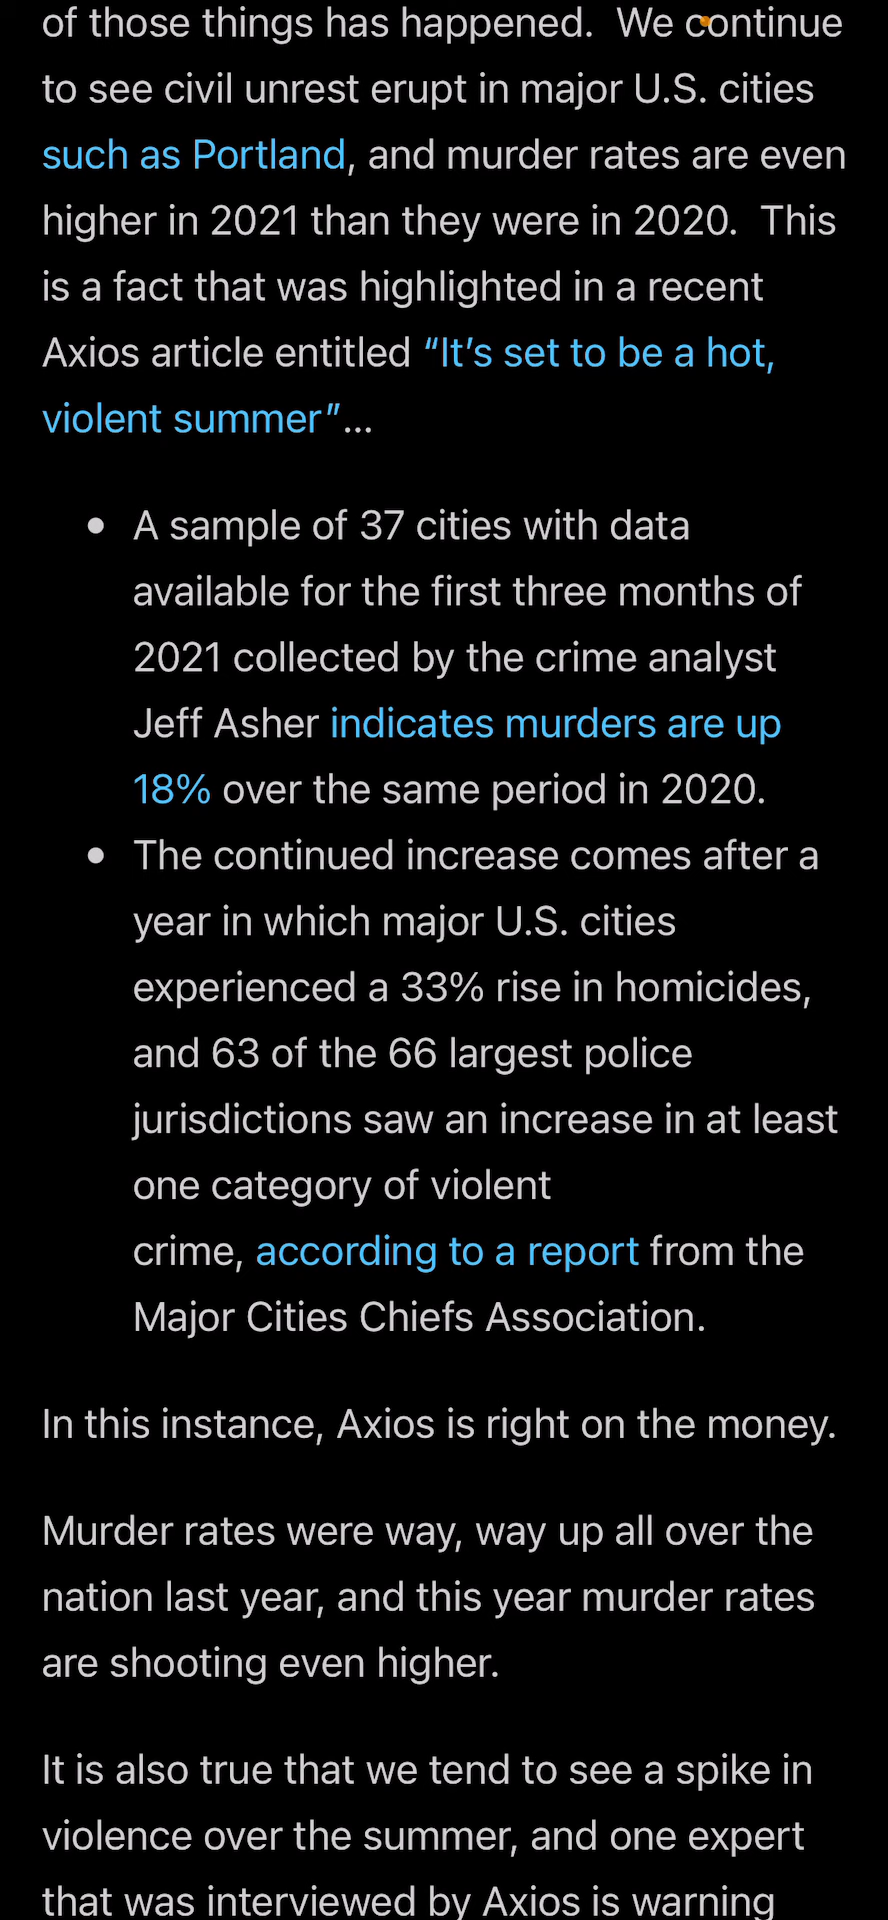 of those things has happened.  We continue
to see civil unrest erupt in major U.S. cities
such as Portland, and murder rates are even
higher in 2021 than they were in 2020.  This
is a fact that was highlighted in a recent
Axios article entitled “It’s set to be a hot,
violent summer”…
• A sample of 37 cities with data
available for the first three months of
2021 collected by the crime analyst
Jeff Asher indicates murders are up
18% over the same period in 2020.
• The continued increase comes after a
year in which major U.S. cities
experienced a 33% rise in homicides,
and 63 of the 66 largest police
jurisdictions saw an increase in at least
one category of violent
crime, according to a report from the
Major Cities Chiefs Association.
In this instance, Axios is right on the money.
Murder rates were way, way up all over the
nation last year, and this year murder rates
are shooting even higher.
It is also true that we tend to see a spike in
violence over the summer, and one expert
that was interviewed by Axios is warning